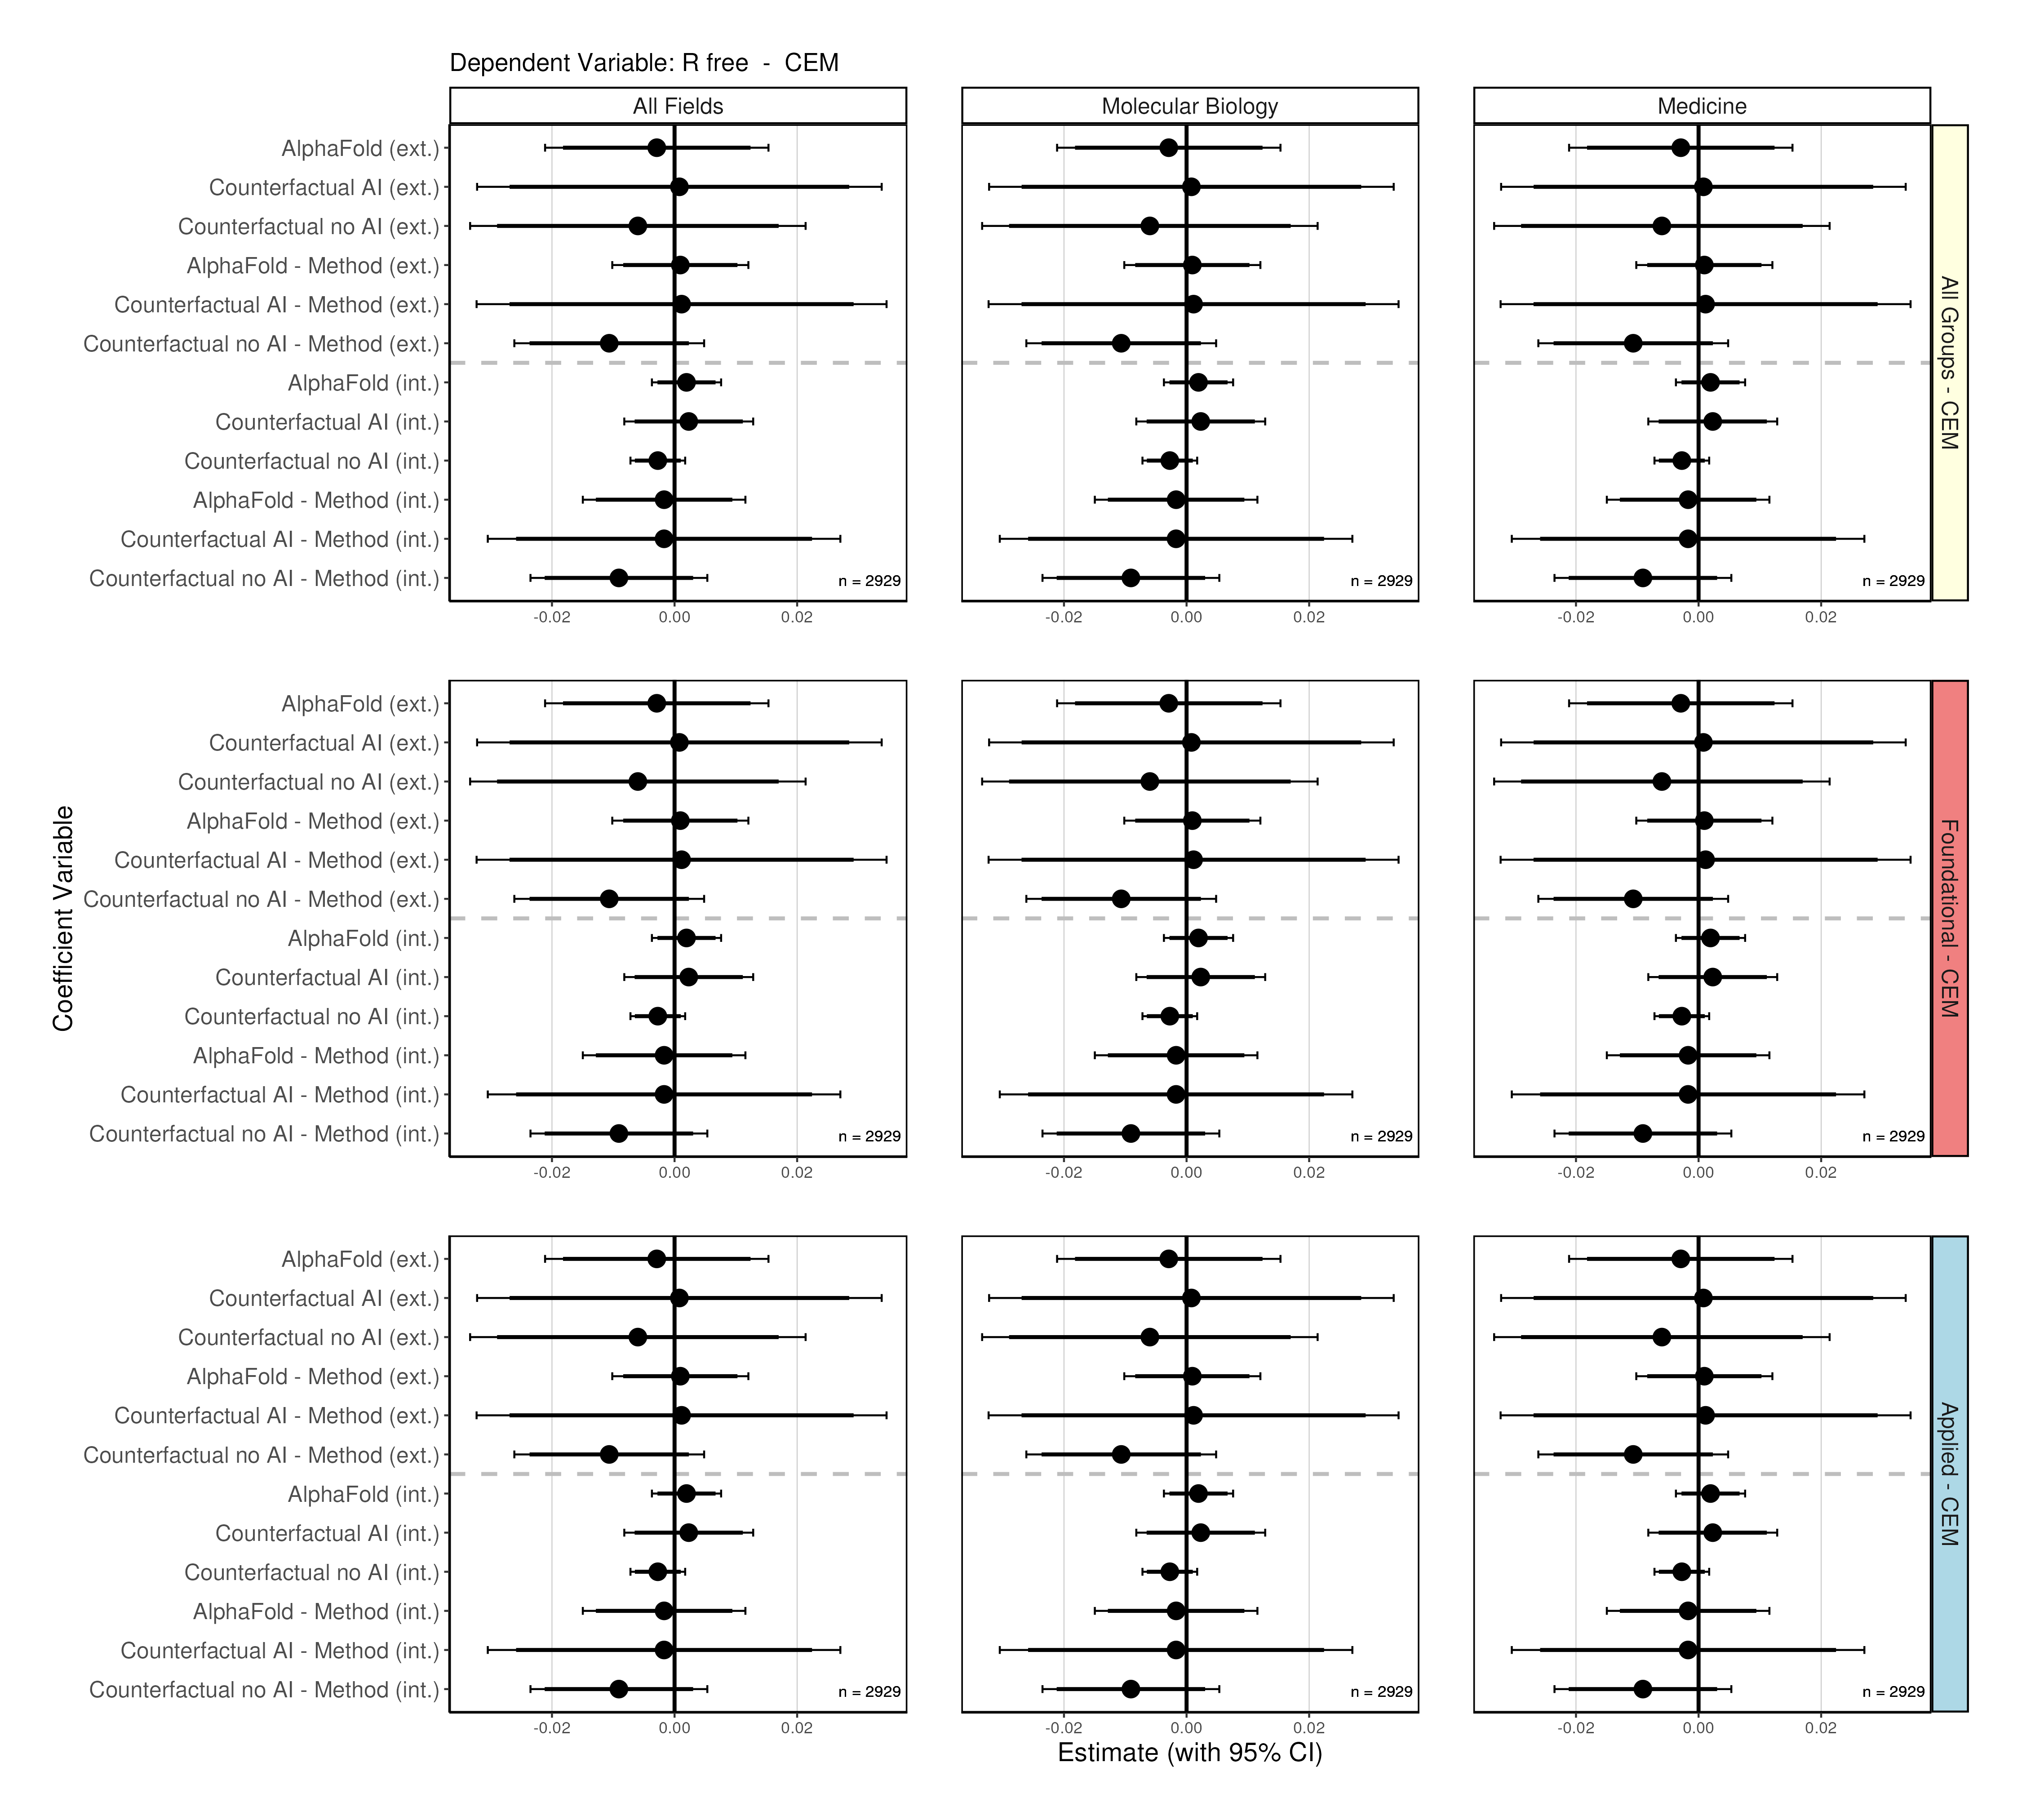 Dependent Variable: R free - CEM
All Fields
Molecular Biology
Medicine
AlphaFold (ext.)
Counterfactual AI (ext.)
Counterfactual no AI (ext.)
AlphaFold - Method (ext.)
Counterfactual AI - Method (ext.)
Counterfactual no AI - Method (ext.)
AlphaFold (int.)
Counterfactual AI (int.)
Counterfactual no AI (int.)
AlphaFold - Method (int.)
Counterfactual AI - Method (int.)
Counterfactual no AI - Method (int.)
n = 2929
n = 2929
n = 2929
All Groups - CEM
-0.02 0.00 0.02
-0.02 0.00 0.02
-0.02 0.00 0.02
Coefficient Variable
AlphaFold (ext.)
Counterfactual AI (ext.)
Counterfactual no AI (ext.)
AlphaFold - Method (ext.)
Counterfactual AI - Method (ext.)
Counterfactual no AI - Method (ext.)
AlphaFold (int.)
Counterfactual AI (int.)
Counterfactual no AI (int.)
AlphaFold - Method (int.)
Counterfactual AI - Method (int.)
Counterfactual no AI - Method (int.)
n = 2929
n = 2929
n = 2929
Foundational - CEM
-0.02 0.00 0.02
-0.02 0.00 0.02
-0.02 0.00 0.02
AlphaFold (ext.)
Counterfactual AI (ext.)
Counterfactual no AI (ext.)
AlphaFold - Method (ext.)
Counterfactual AI - Method (ext.)
Counterfactual no AI - Method (ext.)
AlphaFold (int.)
Counterfactual AI (int.)
Counterfactual no AI (int.)
AlphaFold - Method (int.)
Counterfactual AI - Method (int.)
Counterfactual no AI - Method (int.)
n = 2929
n = 2929
n = 2929
Applied - CEM
-0.02 0.00 0.02
-0.02 0.00 0.02
-0.02 0.00 0.02
Estimate (with 95% CI)